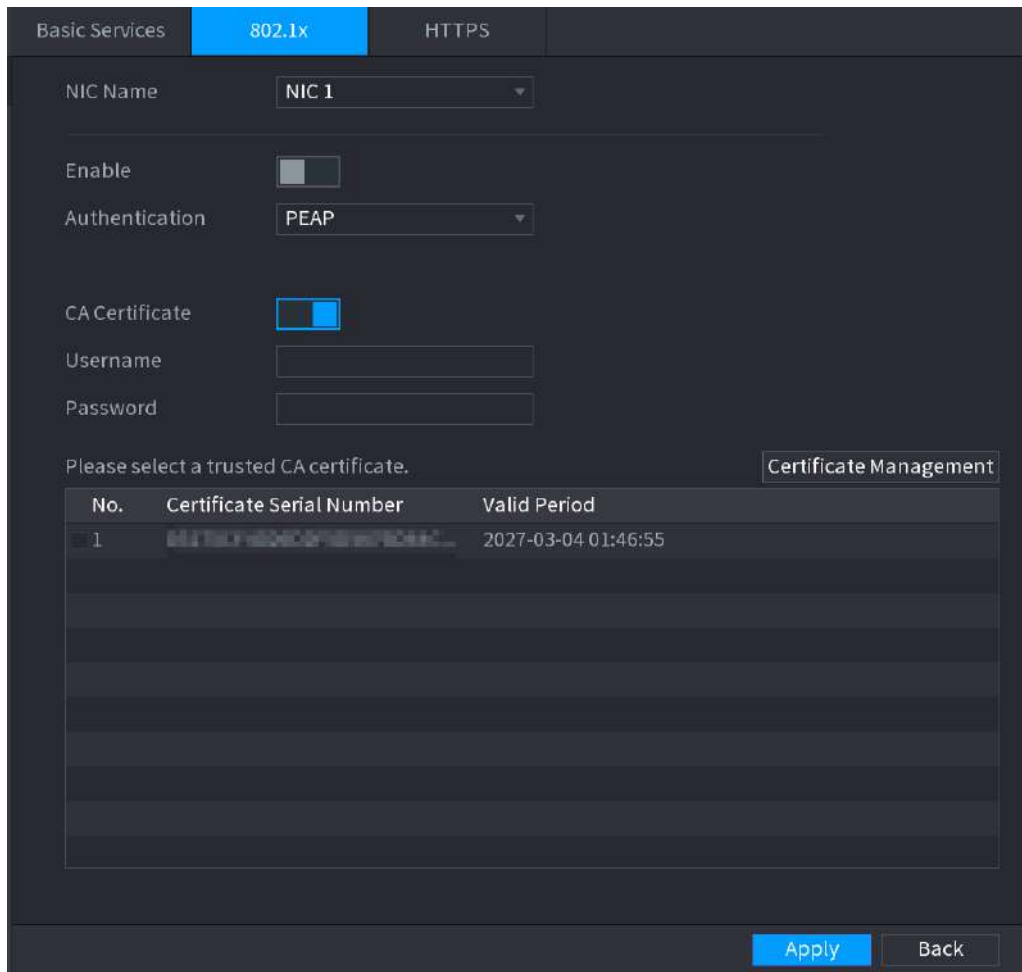 Basic Services 802.1x HTTPS
NIC Name NIC 1
Enable
Authentication PEAP
CA Certificate
Username
Password
Please select a trusted CA certificate. Certificate Management
No. Certificate Serial Number Valid Period
1 2027-03-04 01:46:55
Apply Back